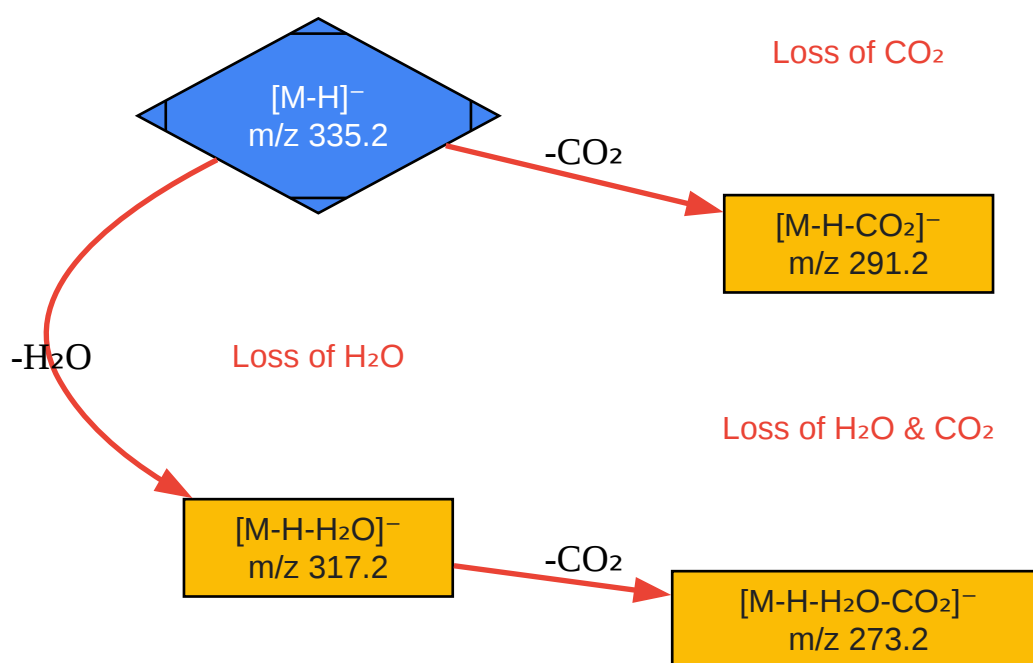 Loss of CO₂
[M-H]⁻
m/z 335.2
-CO₂
[M-H-CO₂]⁻
m/z 291.2
-H₂O
Loss of H₂O
Loss of H₂O & CO₂
[M-H-H₂O]⁻
m/z 317.2
-CO₂
[M-H-H₂O-CO₂]⁻
m/z 273.2